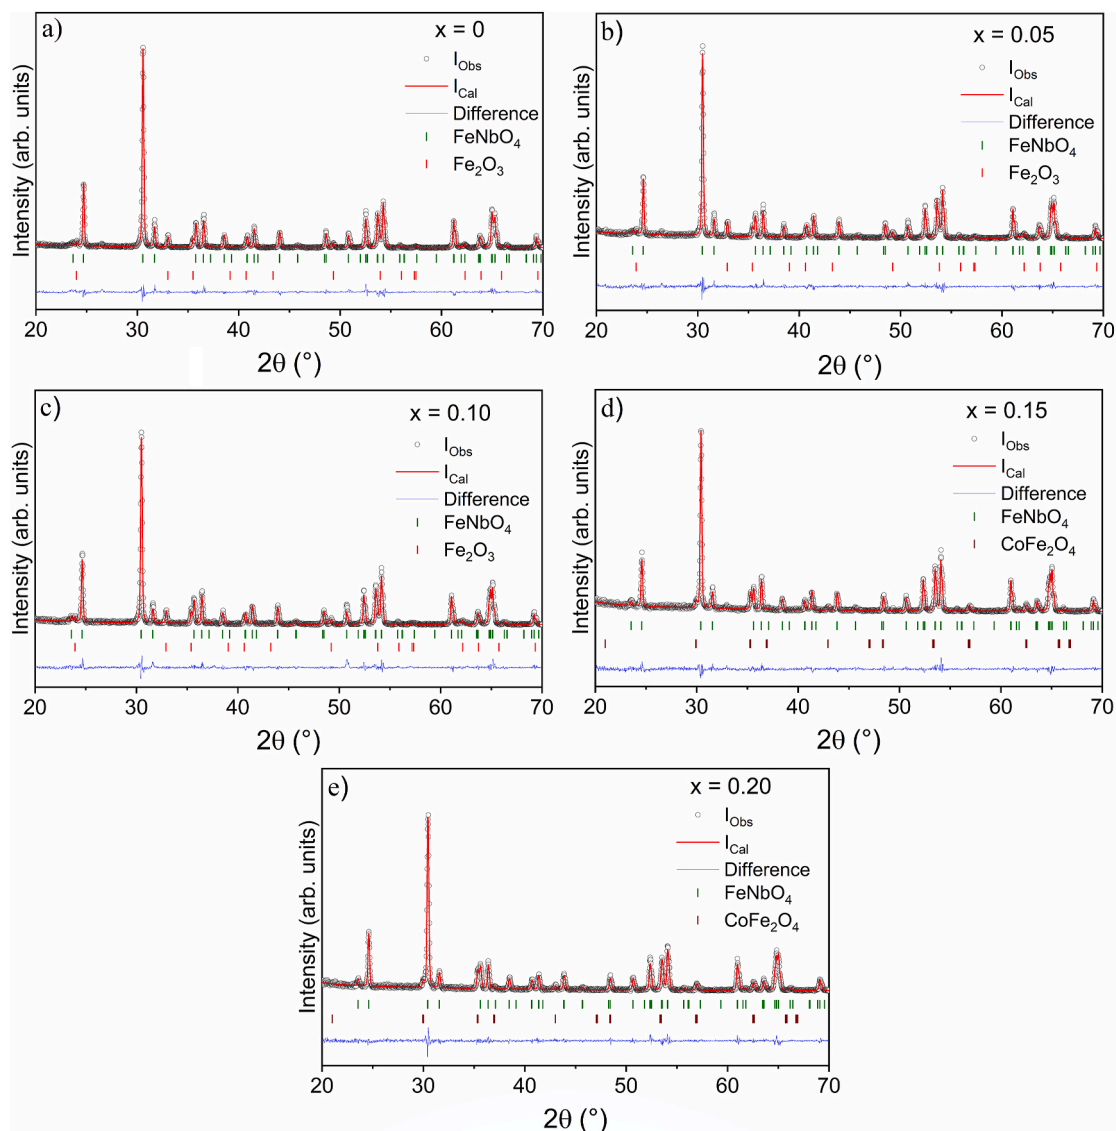 a)
x = 0
I_Obs
I_Cal
Difference
FeNbO₄
Fe₂O₃
Intensity (arb. units)
20 30 40 50 60 70
2θ (°)
b)
x = 0.05
I_Obs
I_Cal
Difference
FeNbO₄
Fe₂O₃
Intensity (arb. units)
20 30 40 50 60 70
2θ (°)
c)
x = 0.10
I_Obs
I_Cal
Difference
FeNbO₄
Fe₂O₃
Intensity (arb. units)
20 30 40 50 60 70
2θ (°)
d)
x = 0.15
I_Obs
I_Cal
Difference
FeNbO₄
CoFe₂O₄
Intensity (arb. units)
20 30 40 50 60 70
2θ (°)
e)
x = 0.20
I_Obs
I_Cal
Difference
FeNbO₄
CoFe₂O₄
Intensity (arb. units)
20 30 40 50 60 70
2θ (°)